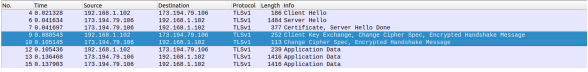 No. Time Source Destination Protocol Length Info
4 0.021328 192.168.1.102 173.194.79.106 TLSv1 186 Client Hello
6 0.041634 173.194.79.106 192.168.1.102 TLSv1 1484 Server Hello
7 0.041697 173.194.79.106 192.168.1.102 TLSv1 377 Certificate, Server Hello Done
9 0.080543 192.168.1.102 173.194.79.106 TLSv1 252 Client Key Exchange, Change Cipher Spec, Encrypted Handshake Message
10 0.105145 173.194.79.106 192.168.1.102 TLSv1 113 Change Cipher Spec, Encrypted Handshake Message
12 0.105436 192.168.1.102 173.194.79.106 TLSv1 239 Application Data
13 0.136468 173.194.79.106 192.168.1.102 TLSv1 1416 Application Data
15 0.137903 173.194.79.106 192.168.1.102 TLSv1 1416 Application Data